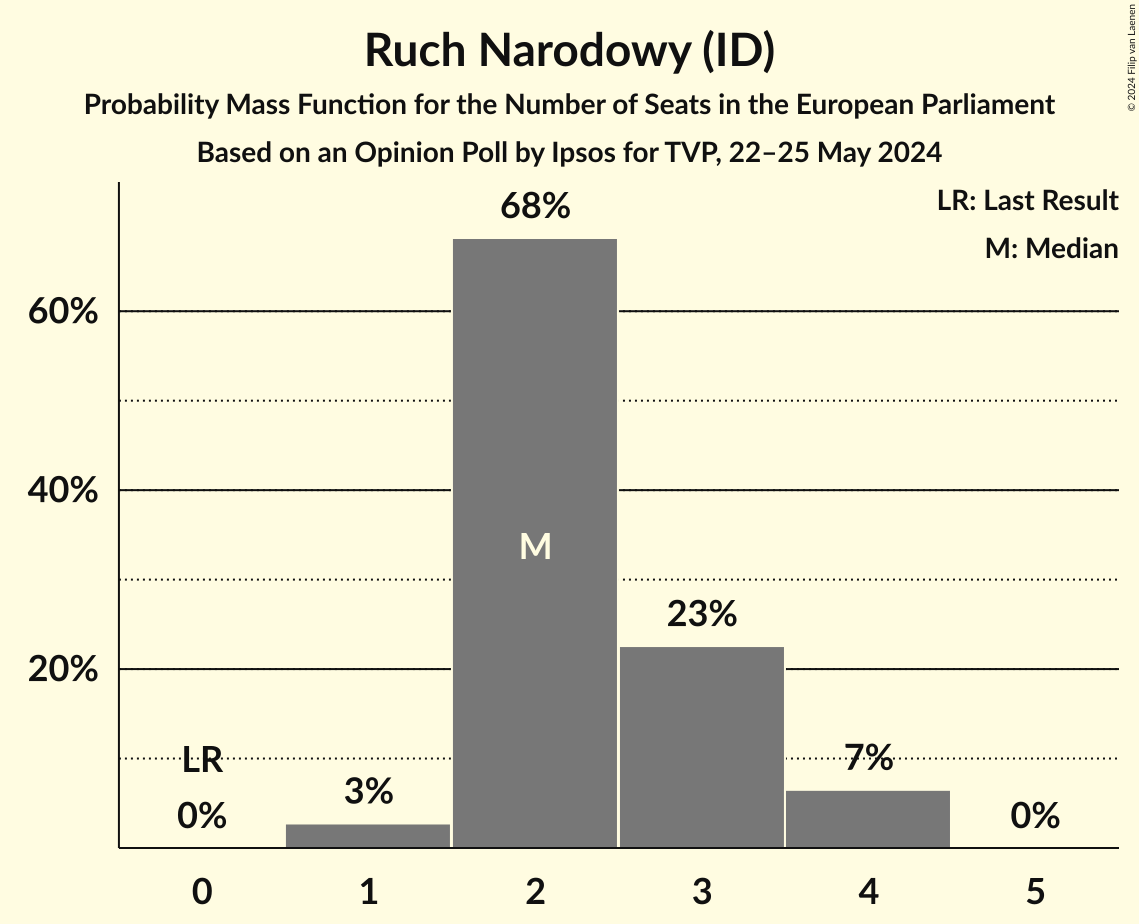 Ruch Narodowy (ID)
Probability Mass Function for the Number of Seats in the European Parliament
Based on an Opinion Poll by Ipsos for TVP, 22–25 May 2024
© 2024 Filip van Laenen
LR: Last Result
M: Median
68%
60%
40%
M
23%
20%
LR
7%
3%
0%
0%
0 1 2 3 4 5